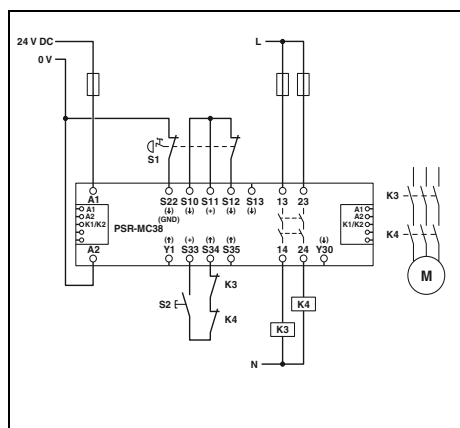 24 V DC
0 V
L
S1
A1 S22 S10 S11 S12 S13 13 23
(↓) (↓) (+) (↓) (↓)
(GND)
A1
A2
K1/K2
PSR-MC38
A1
A2
K1/K2
(↑) (+) (↑) (↑) (↓)
A2 Y1 S33 S34 S35 14 24 Y30
K3
K4
M
S2
K3
K4
K3
K4
N